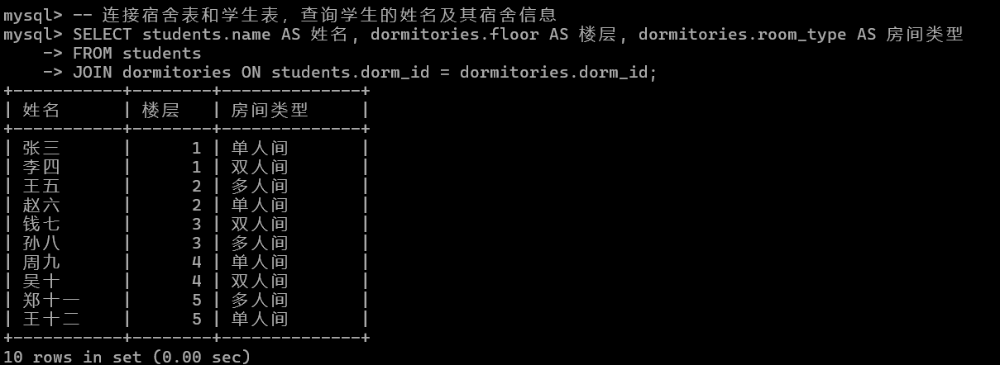 mysql> -- 连接宿舍表和学生表，查询学生的姓名及其宿舍信息
mysql> SELECT students.name AS 姓名, dormitories.floor AS 楼层, dormitories.room_type AS 房间类型
    -> FROM students
    -> JOIN dormitories ON students.dorm_id = dormitories.dorm_id;
+-----------+--------+--------------+
| 姓名      | 楼层   | 房间类型     |
+-----------+--------+--------------+
| 张三      |      1 | 单人间       |
| 李四      |      1 | 双人间       |
| 王五      |      2 | 多人间       |
| 赵六      |      2 | 单人间       |
| 钱七      |      3 | 双人间       |
| 孙八      |      3 | 多人间       |
| 周九      |      4 | 单人间       |
| 吴十      |      4 | 双人间       |
| 郑十一    |      5 | 多人间       |
| 王十二    |      5 | 单人间       |
+-----------+--------+--------------+
10 rows in set (0.00 sec)